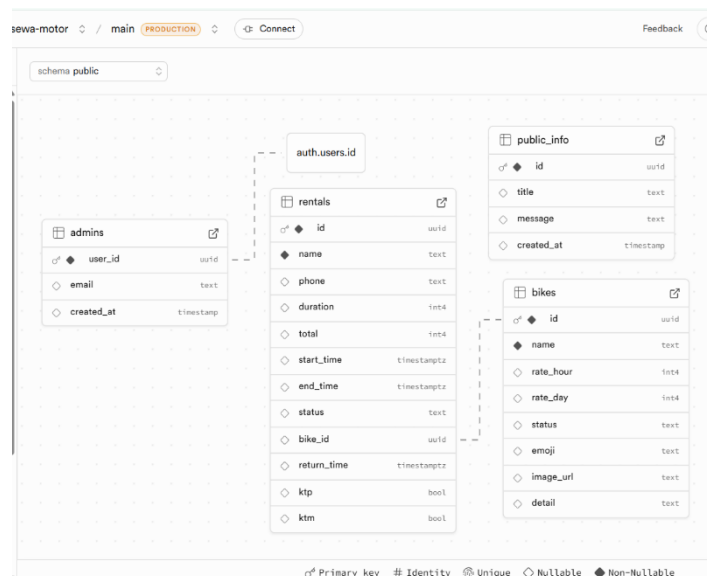 sewa-motor / main PRODUCTION Connect Feedback
schema public
auth.users.id
admins
user_id uuid
email text
created_at timestamp
rentals
id uuid
name text
phone text
duration int4
total int4
start_time timestamptz
end_time timestamptz
status text
bike_id uuid
return_time timestamptz
ktp bool
ktm bool
public_info
id uuid
title text
message text
created_at timestamp
bikes
id uuid
name text
rate_hour int4
rate_day int4
status text
emoji text
image_url text
detail text
Primary key # Identity Unique Nullable Non-Nullable